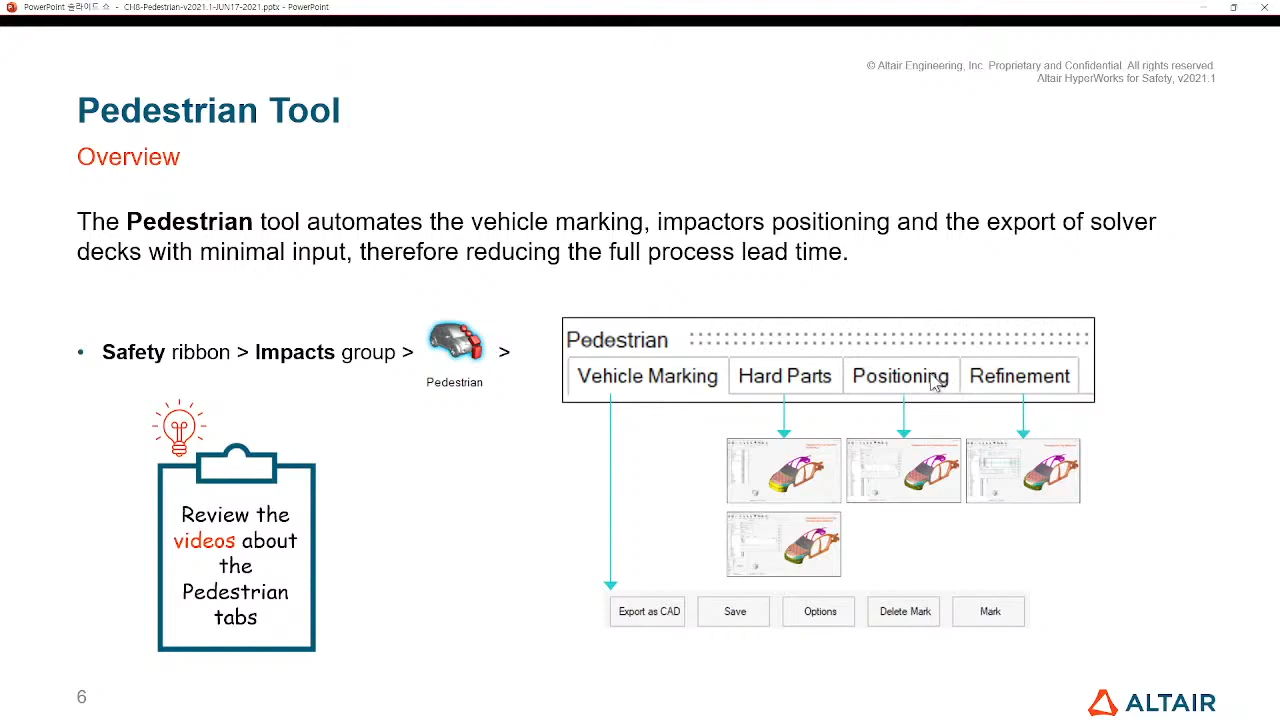 PowerPoint 슬라이드 쇼 - CH8-Pedestrian-v2021.1-JUN17-2021.pptx - PowerPoint
© Altair Engineering, Inc. Proprietary and Confidential. All rights reserved.
Altair HyperWorks for Safety, v2021.1
Pedestrian Tool
Overview
The Pedestrian tool automates the vehicle marking, impactors positioning and the export of solver
decks with minimal input, therefore reducing the full process lead time.
• Safety ribbon > Impacts group > >
Pedestrian
Pedestrian
Vehicle Marking Hard Parts Positioning Refinement
Review the
videos about
the
Pedestrian
tabs
Export as CAD Save Options Delete Mark Mark
6
ALTAIR